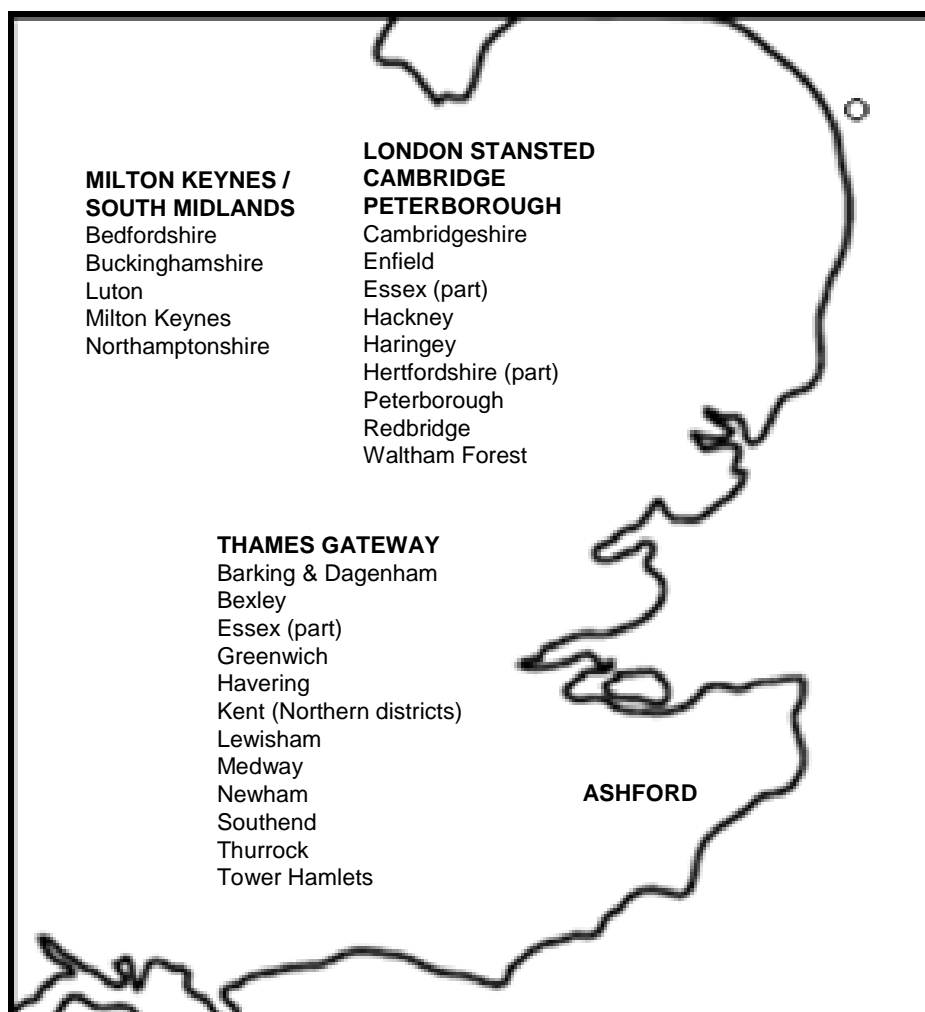 MILTON KEYNES /
SOUTH MIDLANDS
Bedfordshire
Buckinghamshire
Luton
Milton Keynes
Northamptonshire
LONDON STANSTED
CAMBRIDGE
PETERBOROUGH
Cambridgeshire
Enfield
Essex (part)
Hackney
Haringey
Hertfordshire (part)
Peterborough
Redbridge
Waltham Forest
THAMES GATEWAY
Barking & Dagenham
Bexley
Essex (part)
Greenwich
Havering
Kent (Northern districts)
Lewisham
Medway
Newham
Southend
Thurrock
Tower Hamlets
ASHFORD